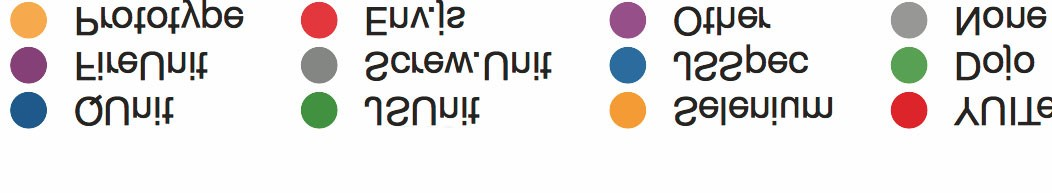 QUnit JSUnit Selenium YUITe
FireUnit Screw.Unit JSSpec Dojo
Prototype Env.js Other None